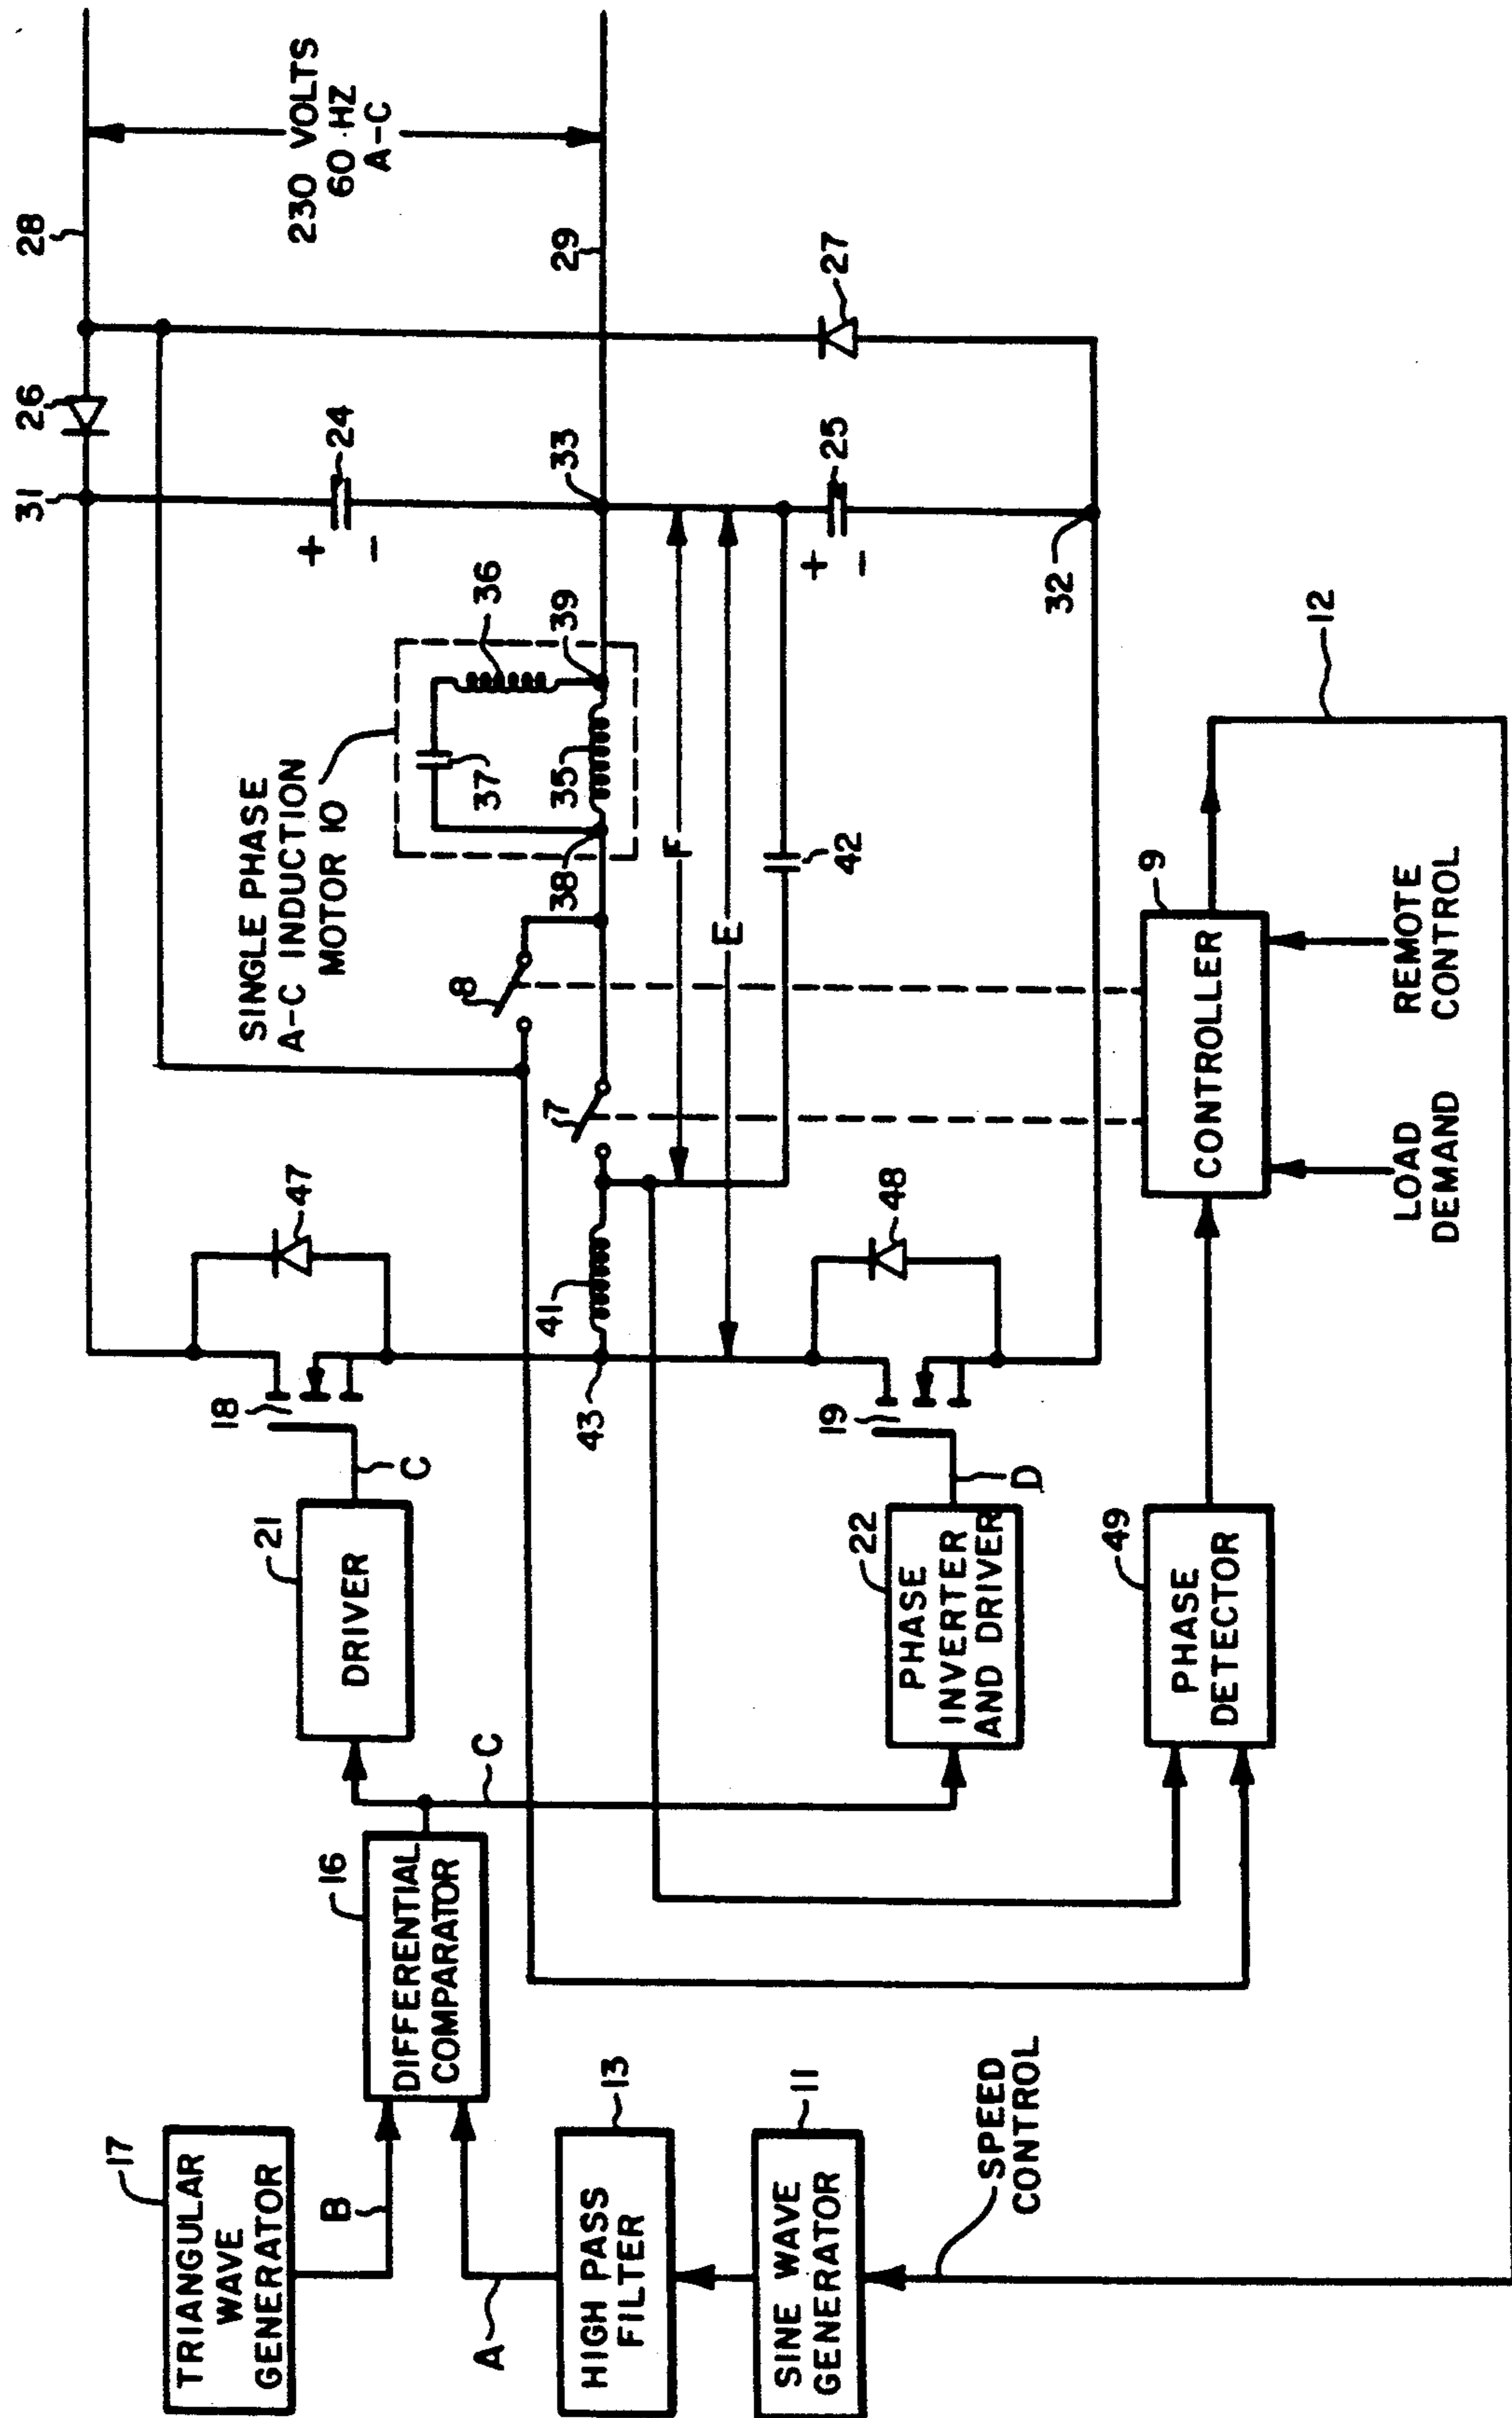 17
TRIANGULAR
WAVE
GENERATOR
B
A
HIGH PASS
FILTER
13
SINE WAVE
GENERATOR
11
SPEED
CONTROL
16
DIFFERENTIAL
COMPARATOR
C
21
DRIVER
C
18
47
22
PHASE
INVERTER
AND DRIVER
D
19
48
49
PHASE
DETECTOR
43
41
7
8
SINGLE PHASE
A-C INDUCTION
MOTOR 10
38
37
35
36
39
F
E
42
31
26
28
+
24
-
33
+
25
-
32
27
29
230 VOLTS
60 HZ
A-C
9
CONTROLLER
LOAD
DEMAND
REMOTE
CONTROL
12